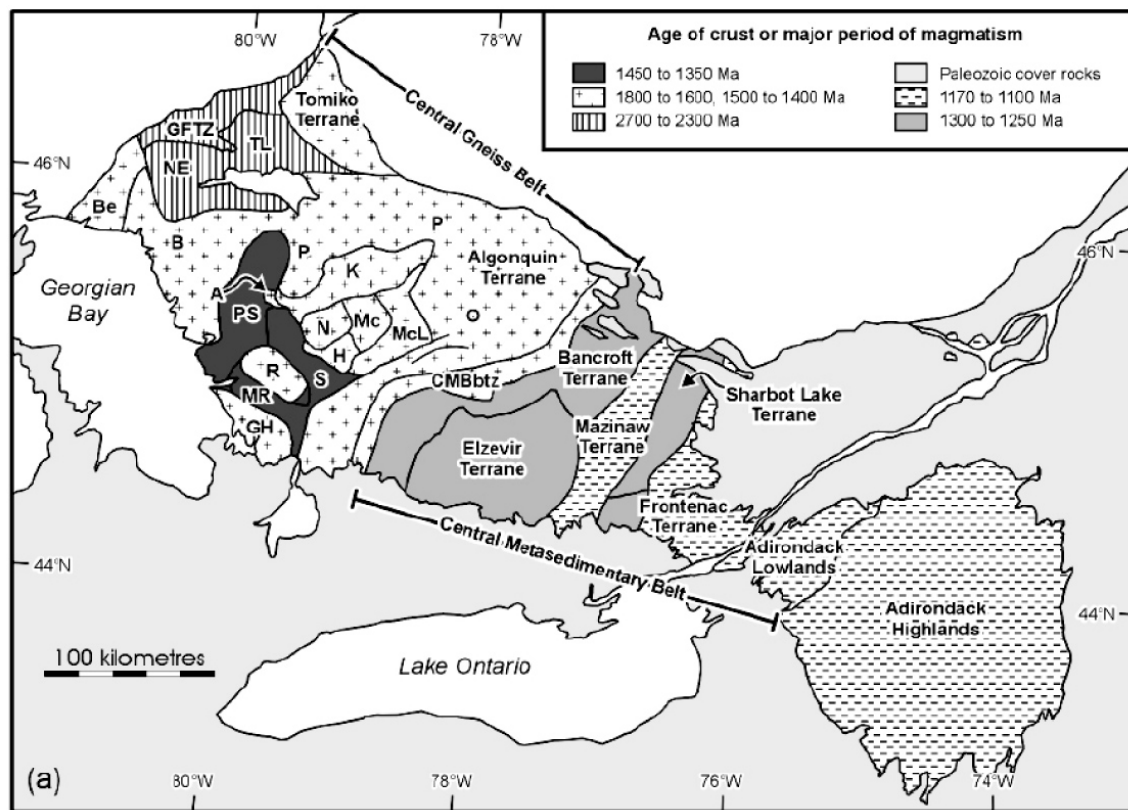 80°W
78°W
Age of crust or major period of magmatism
1450 to 1350 Ma
Paleozoic cover rocks
1800 to 1600, 1500 to 1400 Ma
1170 to 1100 Ma
2700 to 2300 Ma
1300 to 1250 Ma
Tomiko
Terrane
Central Gneiss Belt
GFTZ
TL
46°N
NE
Be
B
P
P
46°N
K
Algonquin
Terrane
Georgian
Bay
A
PS
O
N
Mc
McL
H
Bancroft
Terrane
R
S
CMBbtz
MR
Sharbot Lake
Terrane
GH
Mazinaw
Terrane
Elzevir
Terrane
Frontenac
Terrane
Central Metasedimentary Belt
Adirondack
Lowlands
44°N
Adirondack
Highlands
44°N
100 kilometres
Lake Ontario
(a)
80°W
78°W
76°W
74°W